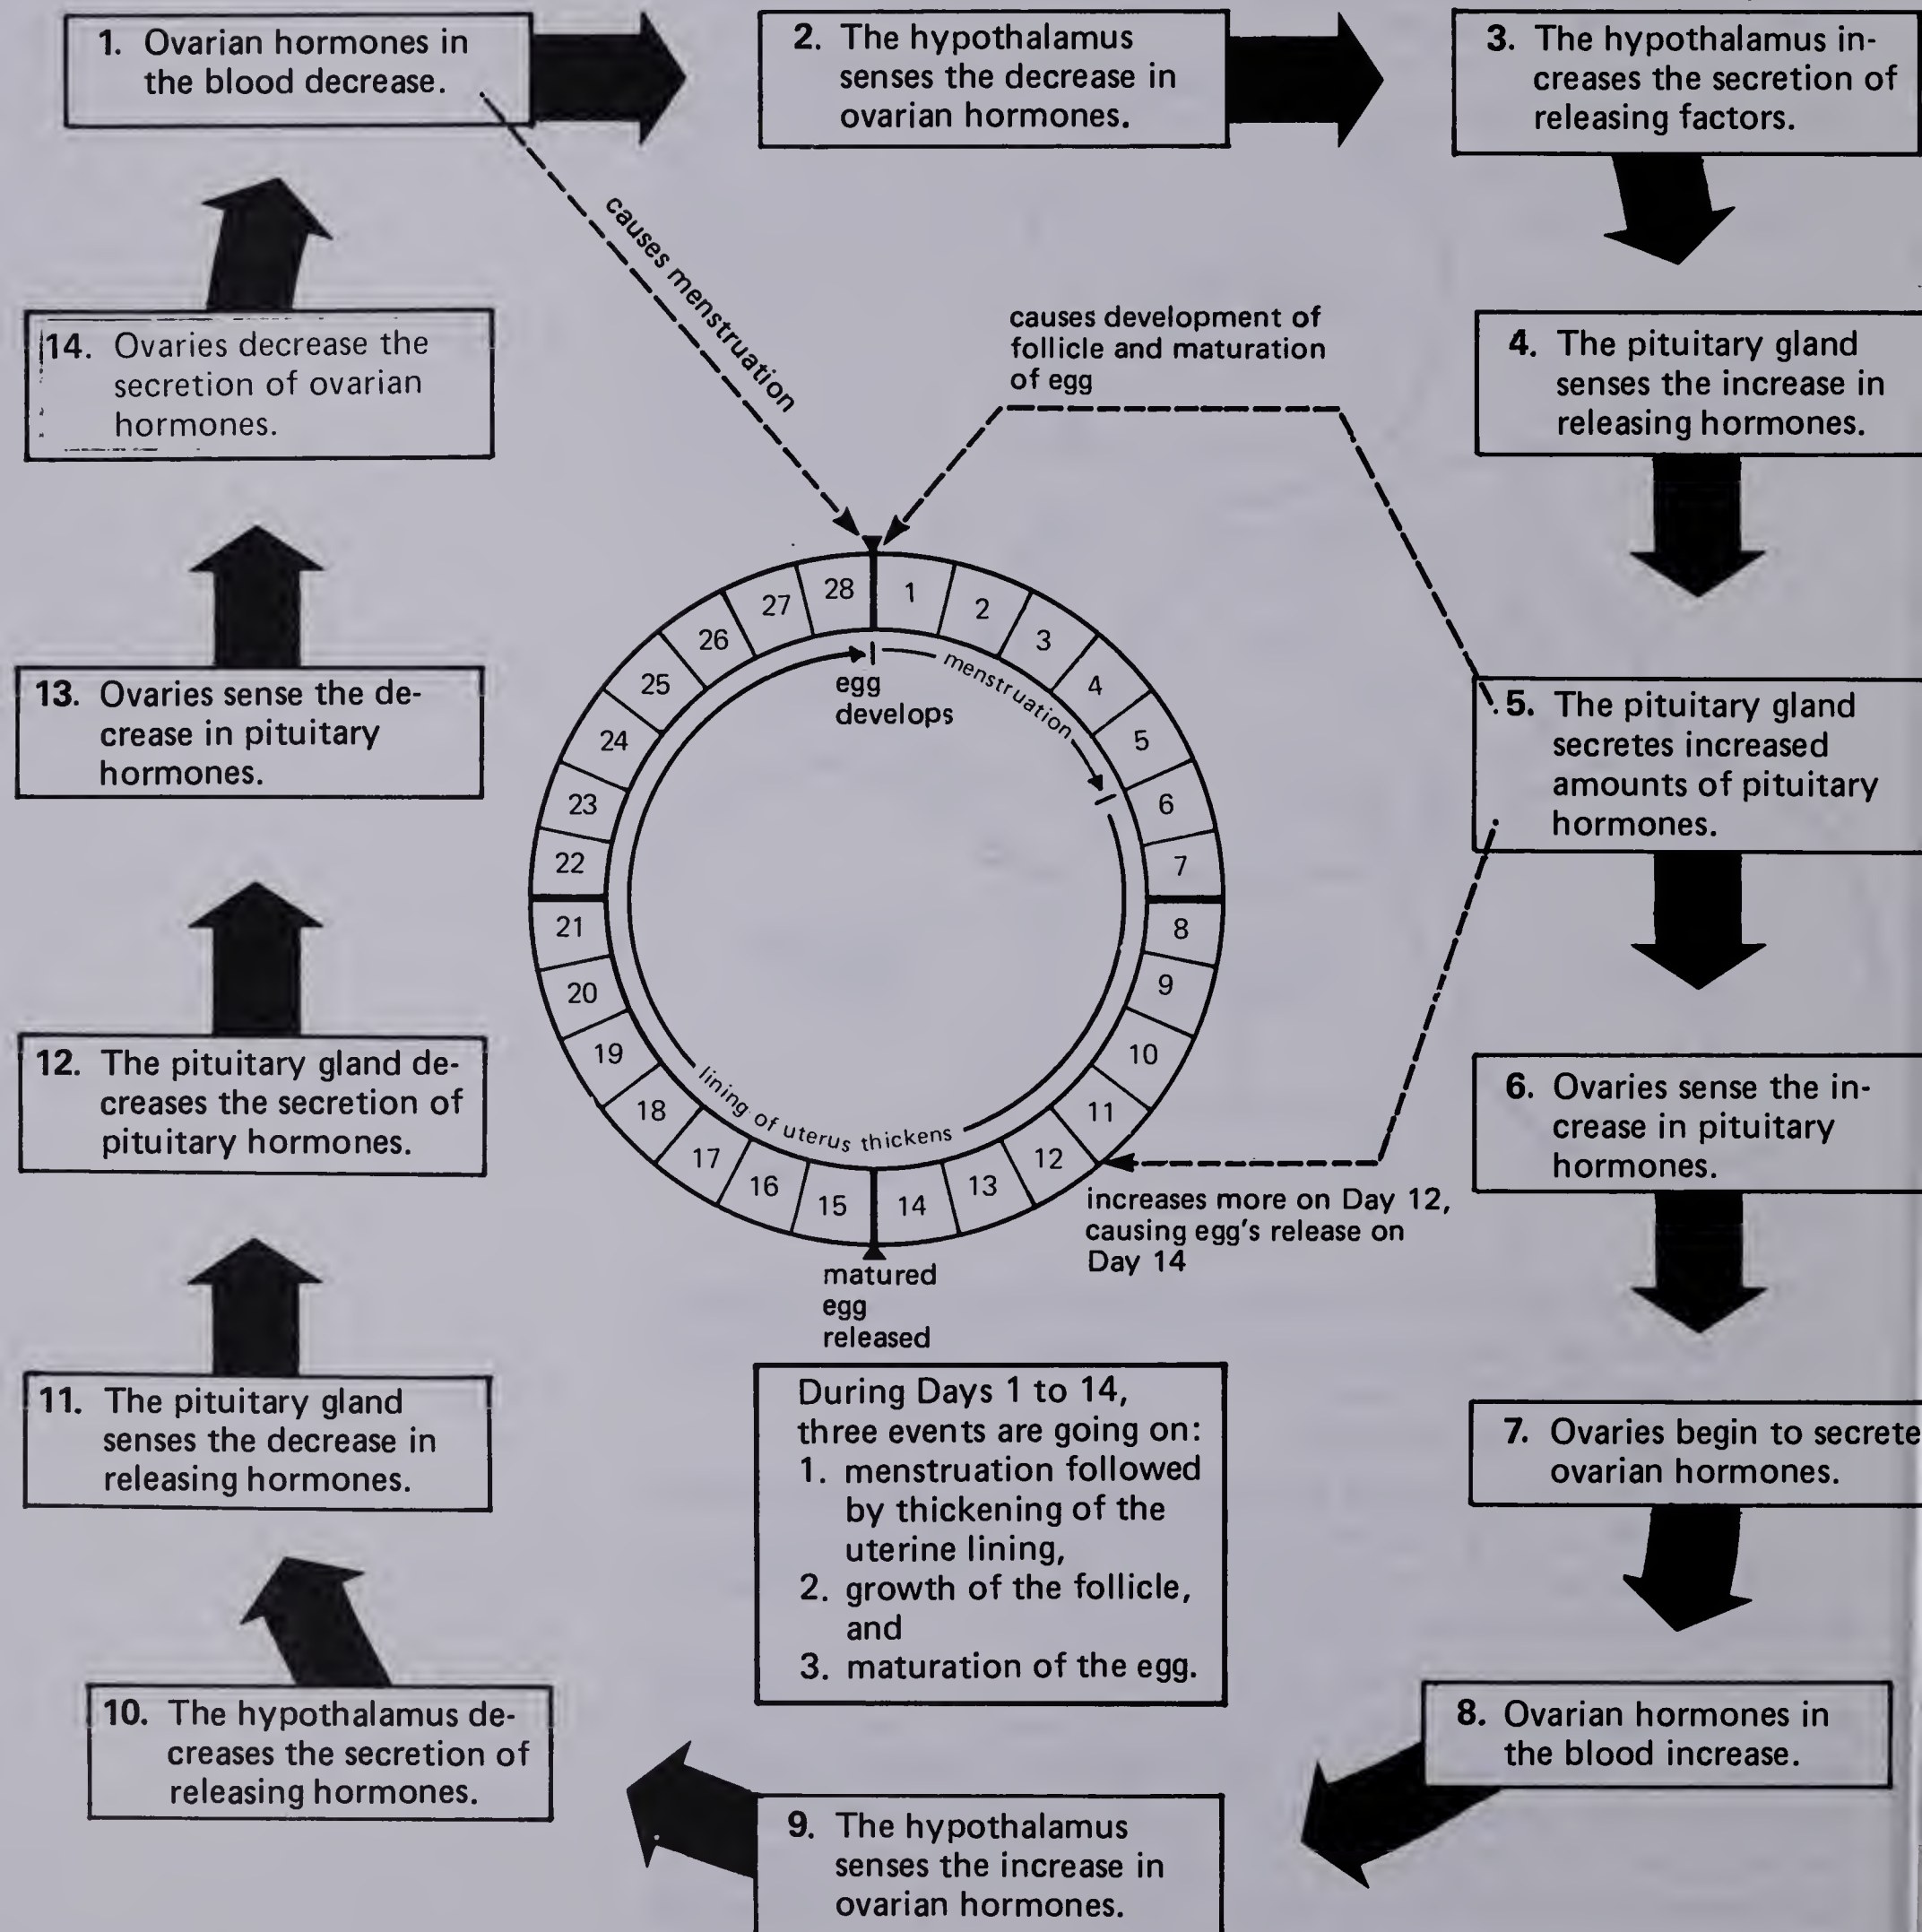 1. Ovarian hormones in
the blood decrease.
2. The hypothalamus
senses the decrease in
ovarian hormones.
3. The hypothalamus in-
creases the secretion of
releasing factors.
causes menstruation
14. Ovaries decrease the
secretion of ovarian
hormones.
causes development of
follicle and maturation
of egg
4. The pituitary gland
senses the increase in
releasing hormones.
13. Ovaries sense the de-
crease in pituitary
hormones.
5. The pituitary gland
secretes increased
amounts of pituitary
hormones.
1
2
3
4
5
6
7
8
9
10
11
12
13
14
15
16
17
18
19
20
21
22
23
24
25
26
27
28
egg
develops
menstruation
lining of uterus thickens
12. The pituitary gland de-
creases the secretion of
pituitary hormones.
6. Ovaries sense the in-
crease in pituitary
hormones.
increases more on Day 12,
causing egg's release on
Day 14
matured
egg
released
11. The pituitary gland
senses the decrease in
releasing hormones.
During Days 1 to 14,
three events are going on:
1. menstruation followed
by thickening of the
uterine lining,
2. growth of the follicle,
and
3. maturation of the egg.
7. Ovaries begin to secrete
ovarian hormones.
10. The hypothalamus de-
creases the secretion of
releasing hormones.
8. Ovarian hormones in
the blood increase.
9. The hypothalamus
senses the increase in
ovarian hormones.